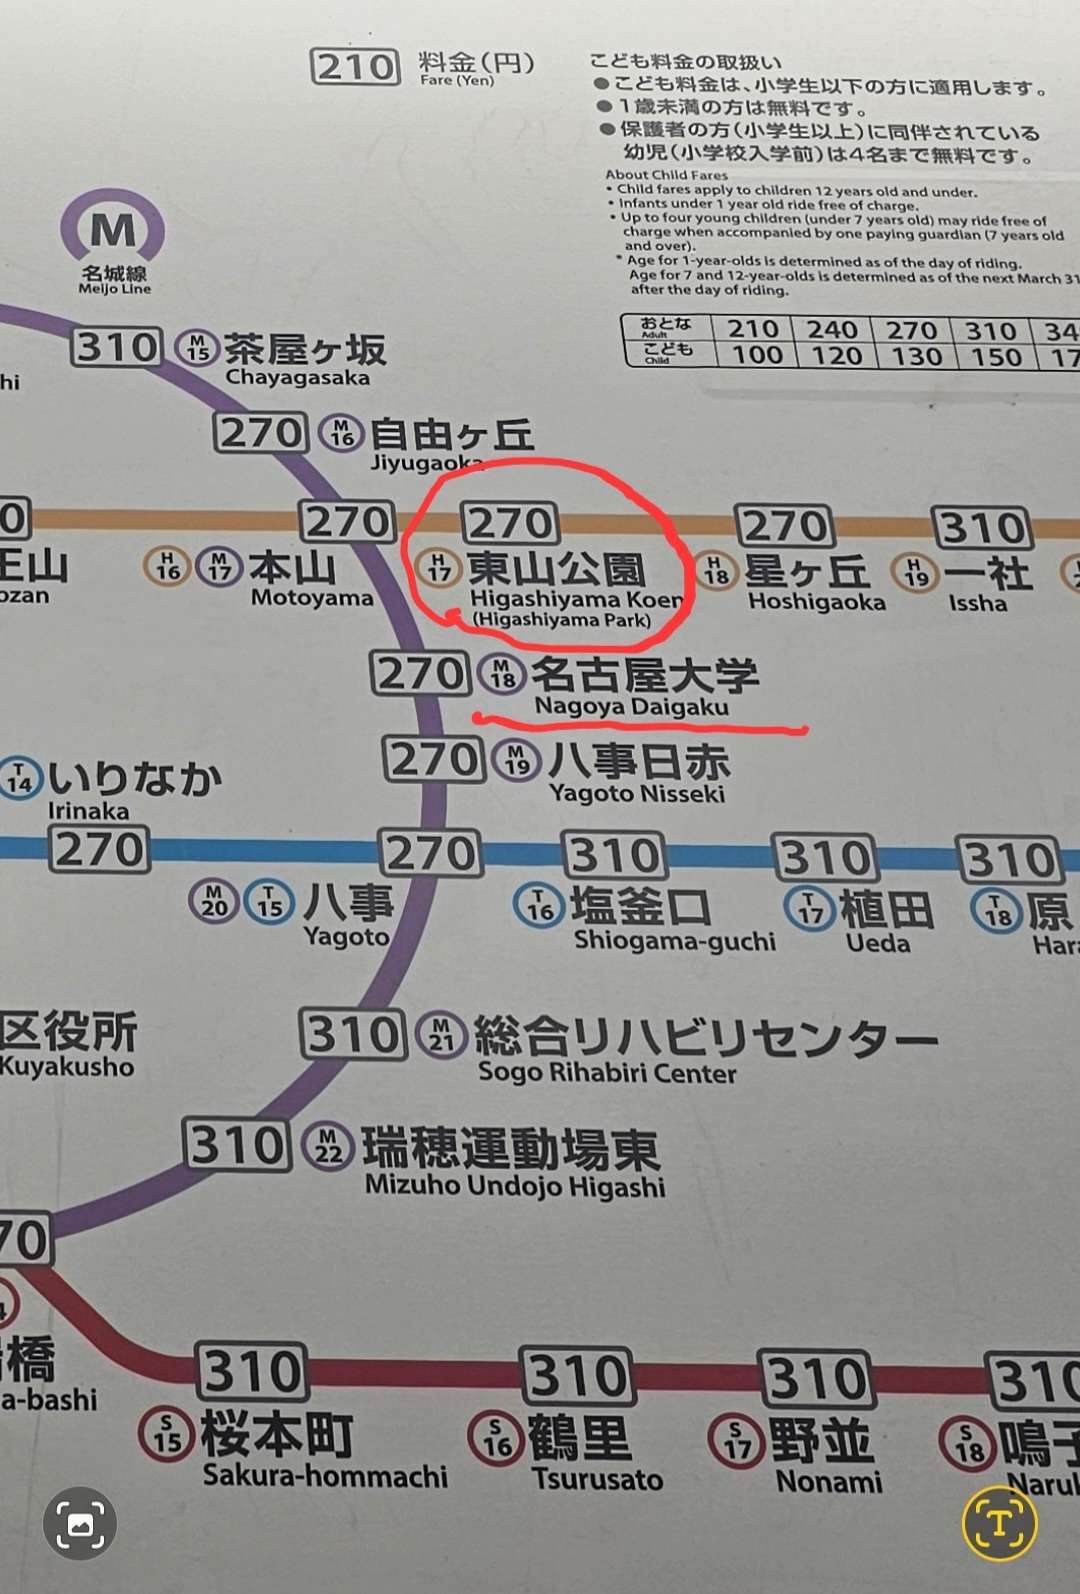 210 料金(円)
Fare (Yen)
こども料金の取扱い
●こども料金は、小学生以下の方に適用します。
●1歳未満の方は無料です。
●保護者の方(小学生以上)に同伴されている
幼児(小学校入学前)は4名まで無料です。
About Child Fares
• Child fares apply to children 12 years old and under.
• Infants under 1 year old ride free of charge.
• Up to four young children (under 7 years old) may ride free of
charge when accompanied by one paying guardian (7 years old
and over).
* Age for 1-year-olds is determined as of the day of riding.
Age for 7 and 12-year-olds is determined as of the next March 31
after the day of riding.
おとな Adult 210 240 270 310 34
こども Child 100 120 130 150 17
M
名城線
Meijo Line
310 M15 茶屋ヶ坂
Chayagasaka
hi
270 M16 自由ヶ丘
Jiyugaoka
0 270 270 270 310
王山 H16 M17 本山 H17 東山公園 H18 星ヶ丘 H19 一社
ozan Motoyama Higashiyama Koen Hoshigaoka Issha
(Higashiyama Park)
270 M18 名古屋大学
Nagoya Daigaku
270 M19 八事日赤
Yagoto Nisseki
T14 いりなか
Irinaka
270 270 310 310 310
M20 T15 八事 T16 塩釜口 T17 植田 T18 原
Yagoto Shiogama-guchi Ueda Hara
区役所
Kuyakusho
310 M21 総合リハビリセンター
Sogo Rihabiri Center
310 M22 瑞穂運動場東
Mizuho Undojo Higashi
70
4
橋
a-bashi
310 310 310 310
S15 桜本町 S16 鶴里 S17 野並 S18 鳴子
Sakura-hommachi Tsurusato Nonami Naruk